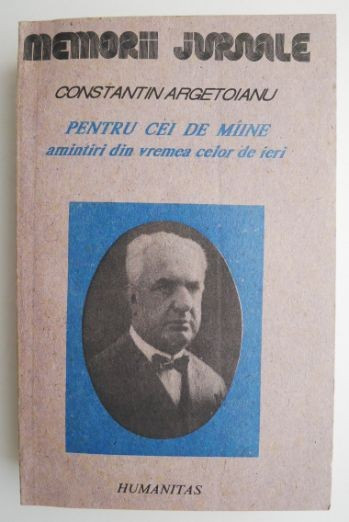 MEMORII JURNALE
CONSTANTIN ARGETOIANU
PENTRU CEI DE MÎINE
amintiri din vremea celor de ieri
HUMANITAS